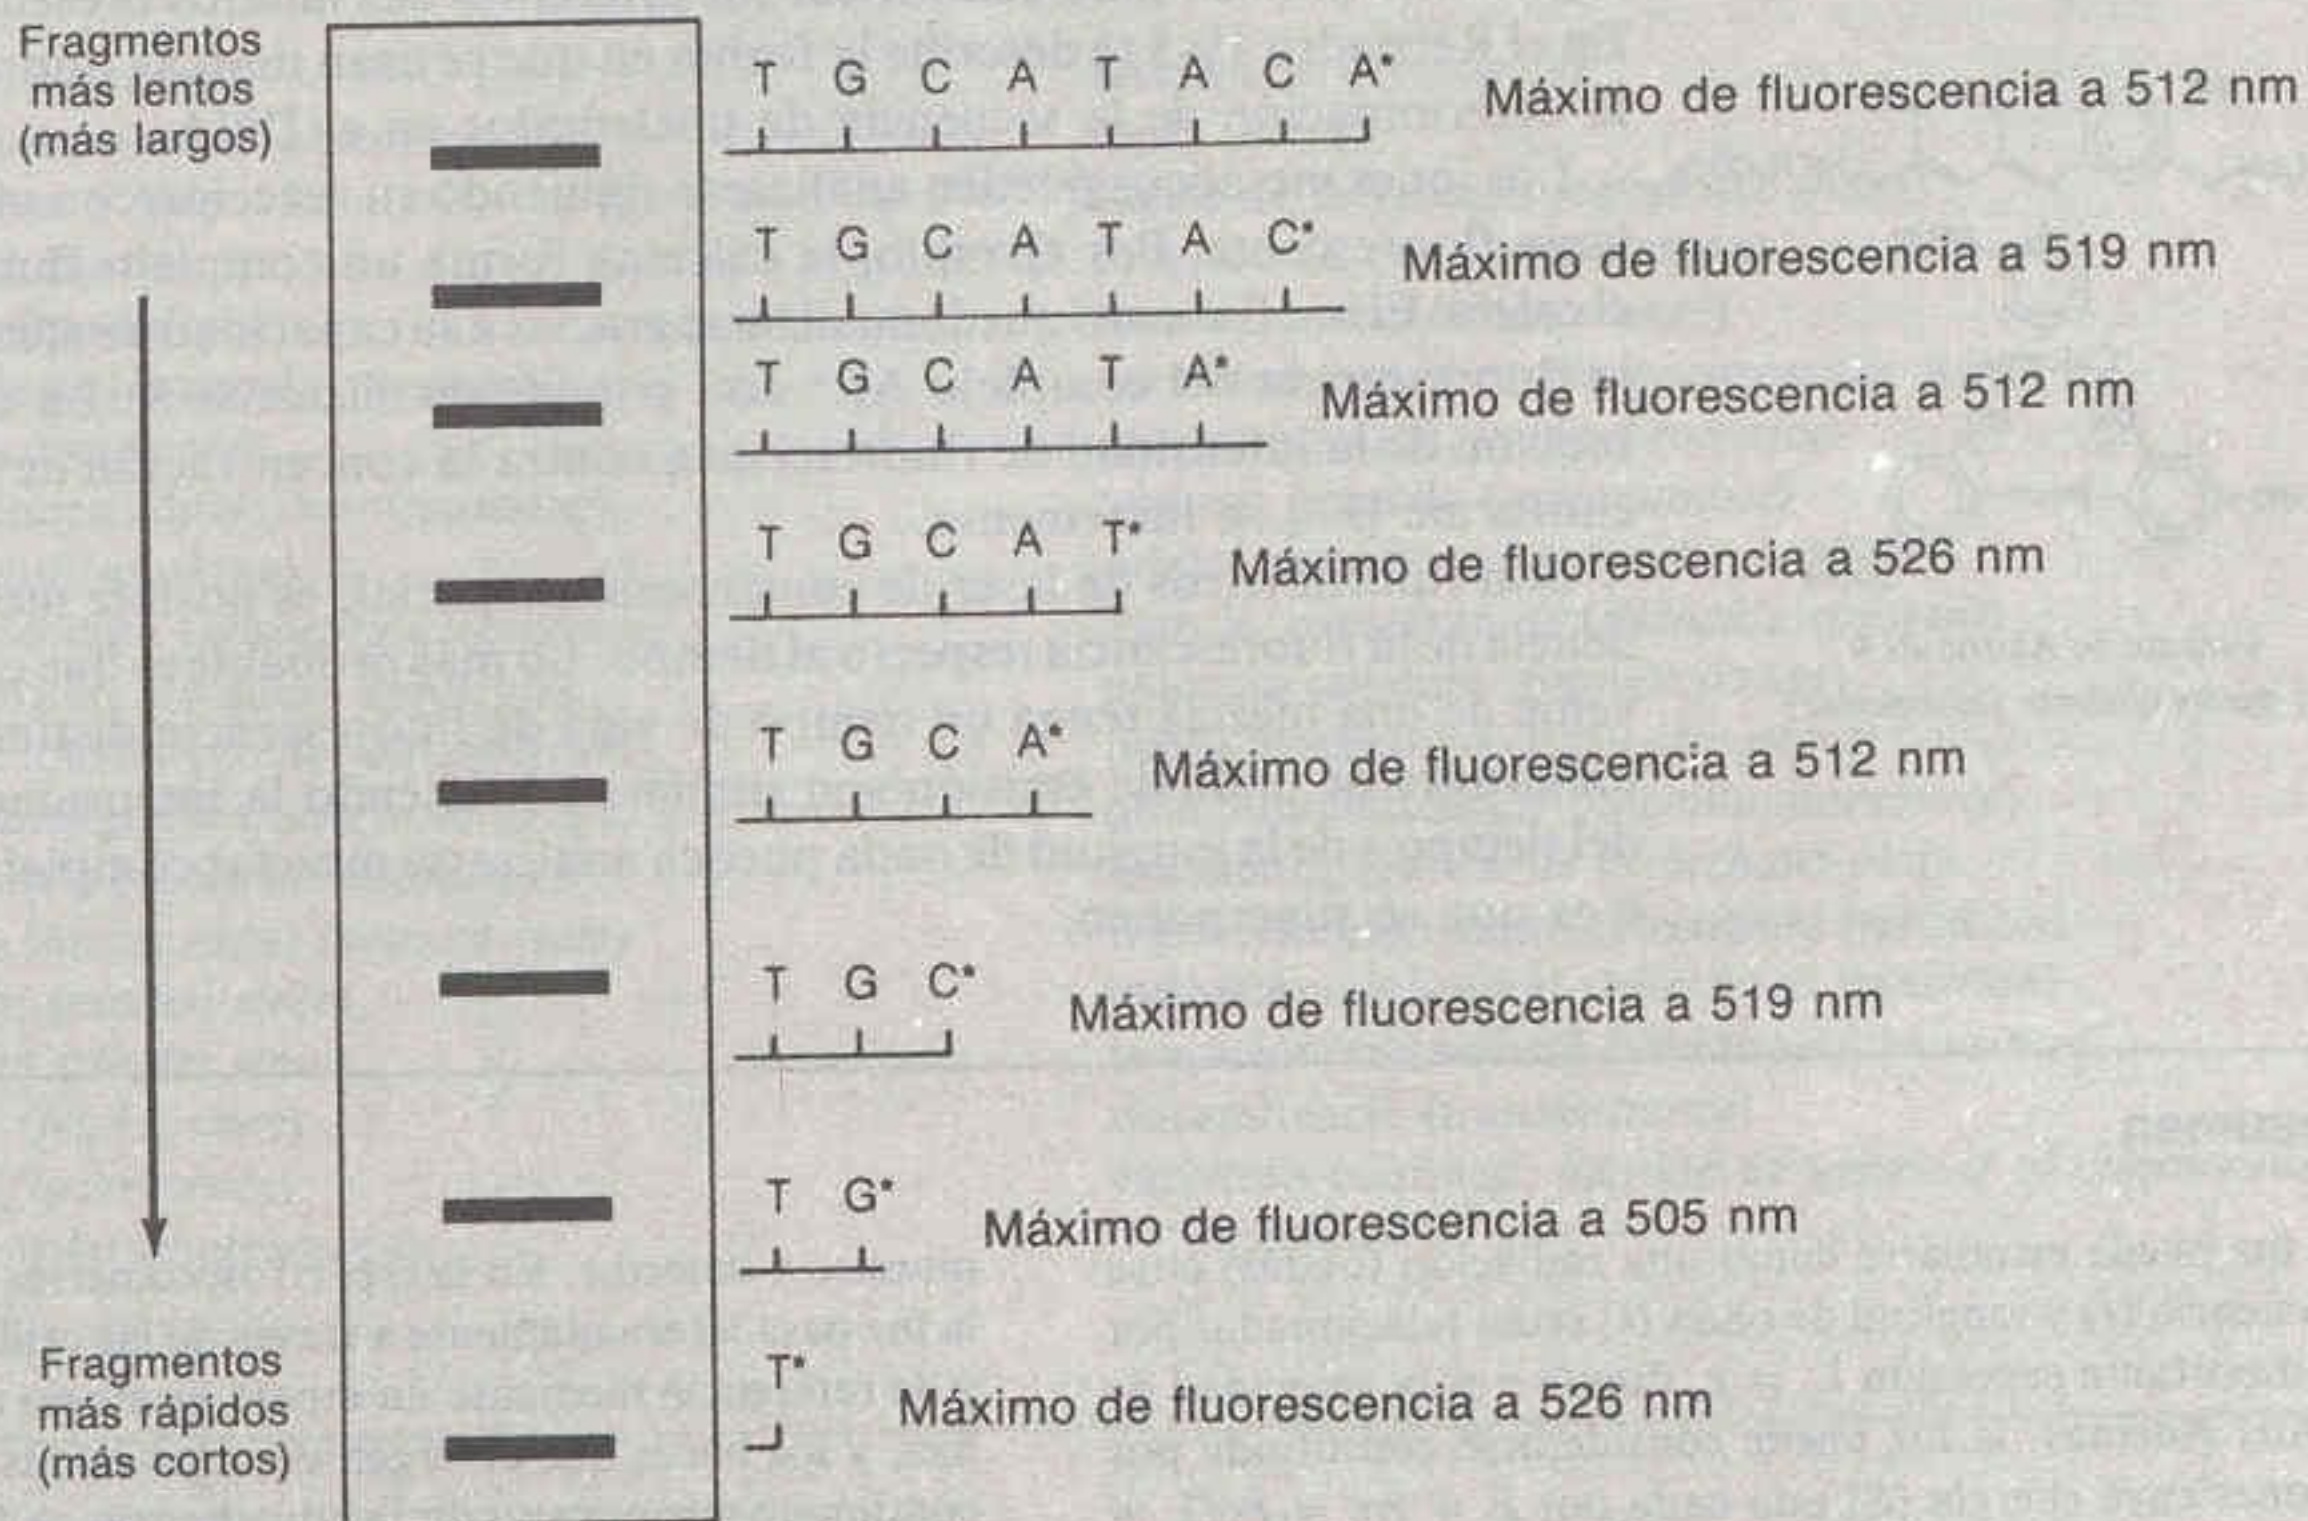 Fragmentos
más lentos
(más largos)
T G C A T A C A* Máximo de fluorescencia a 512 nm
T G C A T A C* Máximo de fluorescencia a 519 nm
T G C A T A* Máximo de fluorescencia a 512 nm
T G C A T* Máximo de fluorescencia a 526 nm
T G C A* Máximo de fluorescencia a 512 nm
T G C* Máximo de fluorescencia a 519 nm
T G* Máximo de fluorescencia a 505 nm
Fragmentos
más rápidos
(más cortos)
T* Máximo de fluorescencia a 526 nm